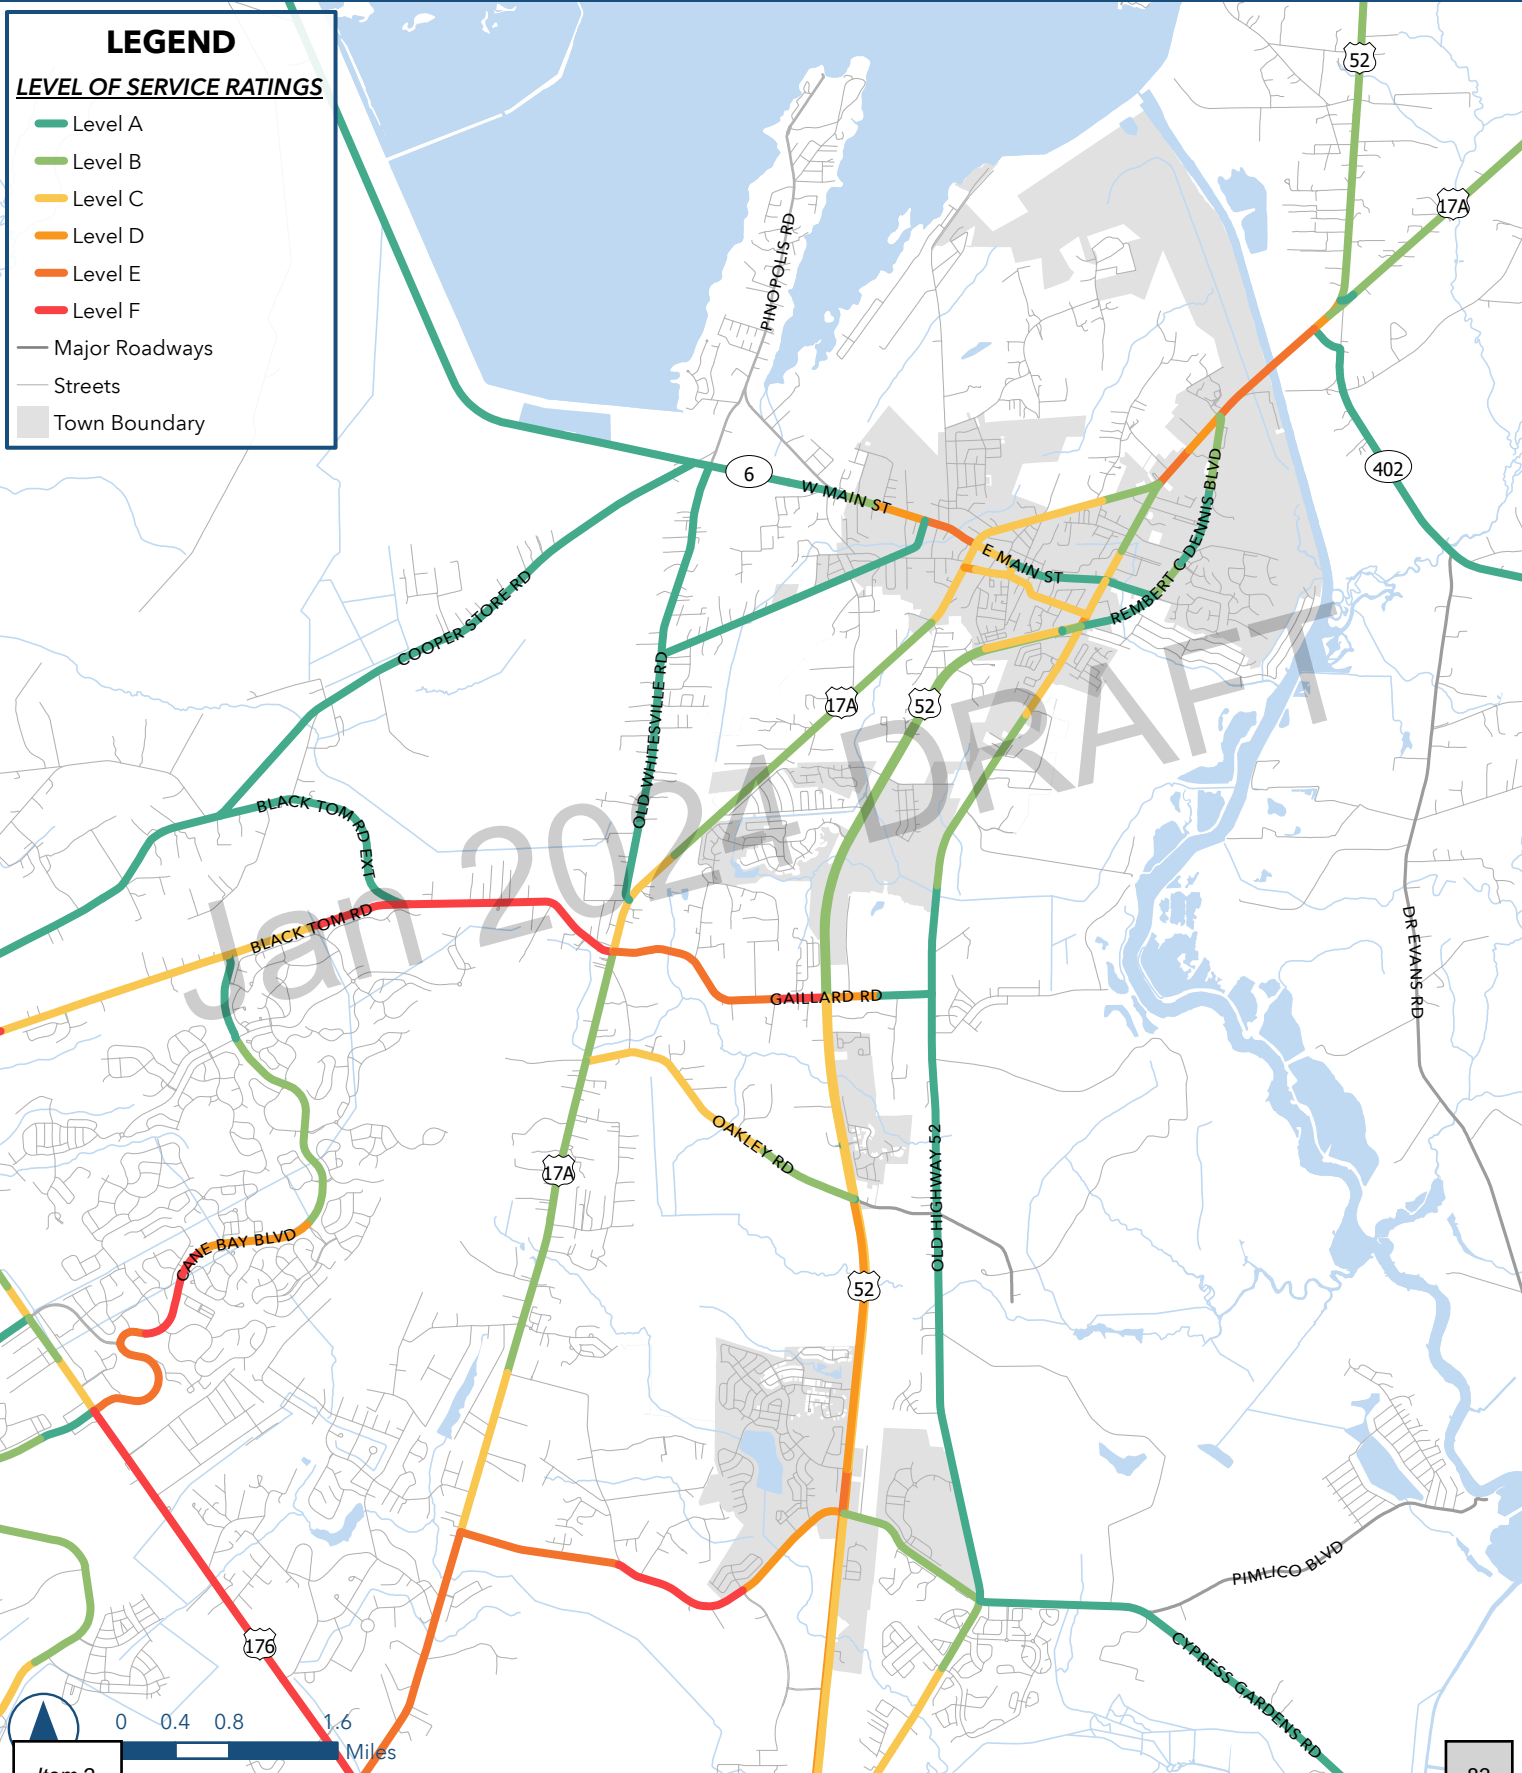 LEGEND
LEVEL OF SERVICE RATINGS
Level A
Level B
Level C
Level D
Level E
Level F
Major Roadways
Streets
Town Boundary
52
17A
PINOPOLIS RD
6
W MAIN ST
402
E MAIN ST
REMBERT C DENNIS BLVD
COOPER STORE RD
OLD WHITESVILLE RD
17A
52
Jan 2024 DRAFT
BLACK TOM RD EXT
BLACK TOM RD
GAILLARD RD
DR EVANS RD
OAKLEY RD
17A
OLD HIGHWAY 52
CANE BAY BLVD
52
PIMLICO BLVD
176
CYPRESS GARDENS RD
0 0.4 0.8 1.6
Miles